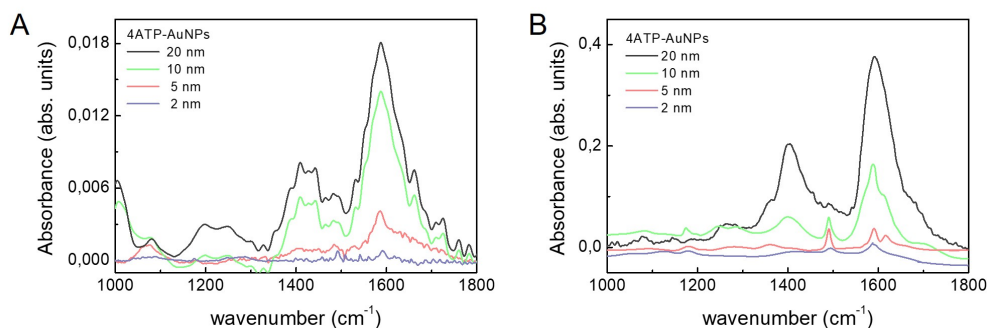 A
4ATP-AuNPs
20 nm
10 nm
5 nm
2 nm
Absorbance (abs. units)
0,018
0,012
0,006
0,000
1000 1200 1400 1600 1800
wavenumber (cm-1)
B
4ATP-AuNPs
20 nm
10 nm
5 nm
2 nm
Absorbance (abs. units)
0,4
0,2
0,0
1000 1200 1400 1600 1800
wavenumber (cm-1)